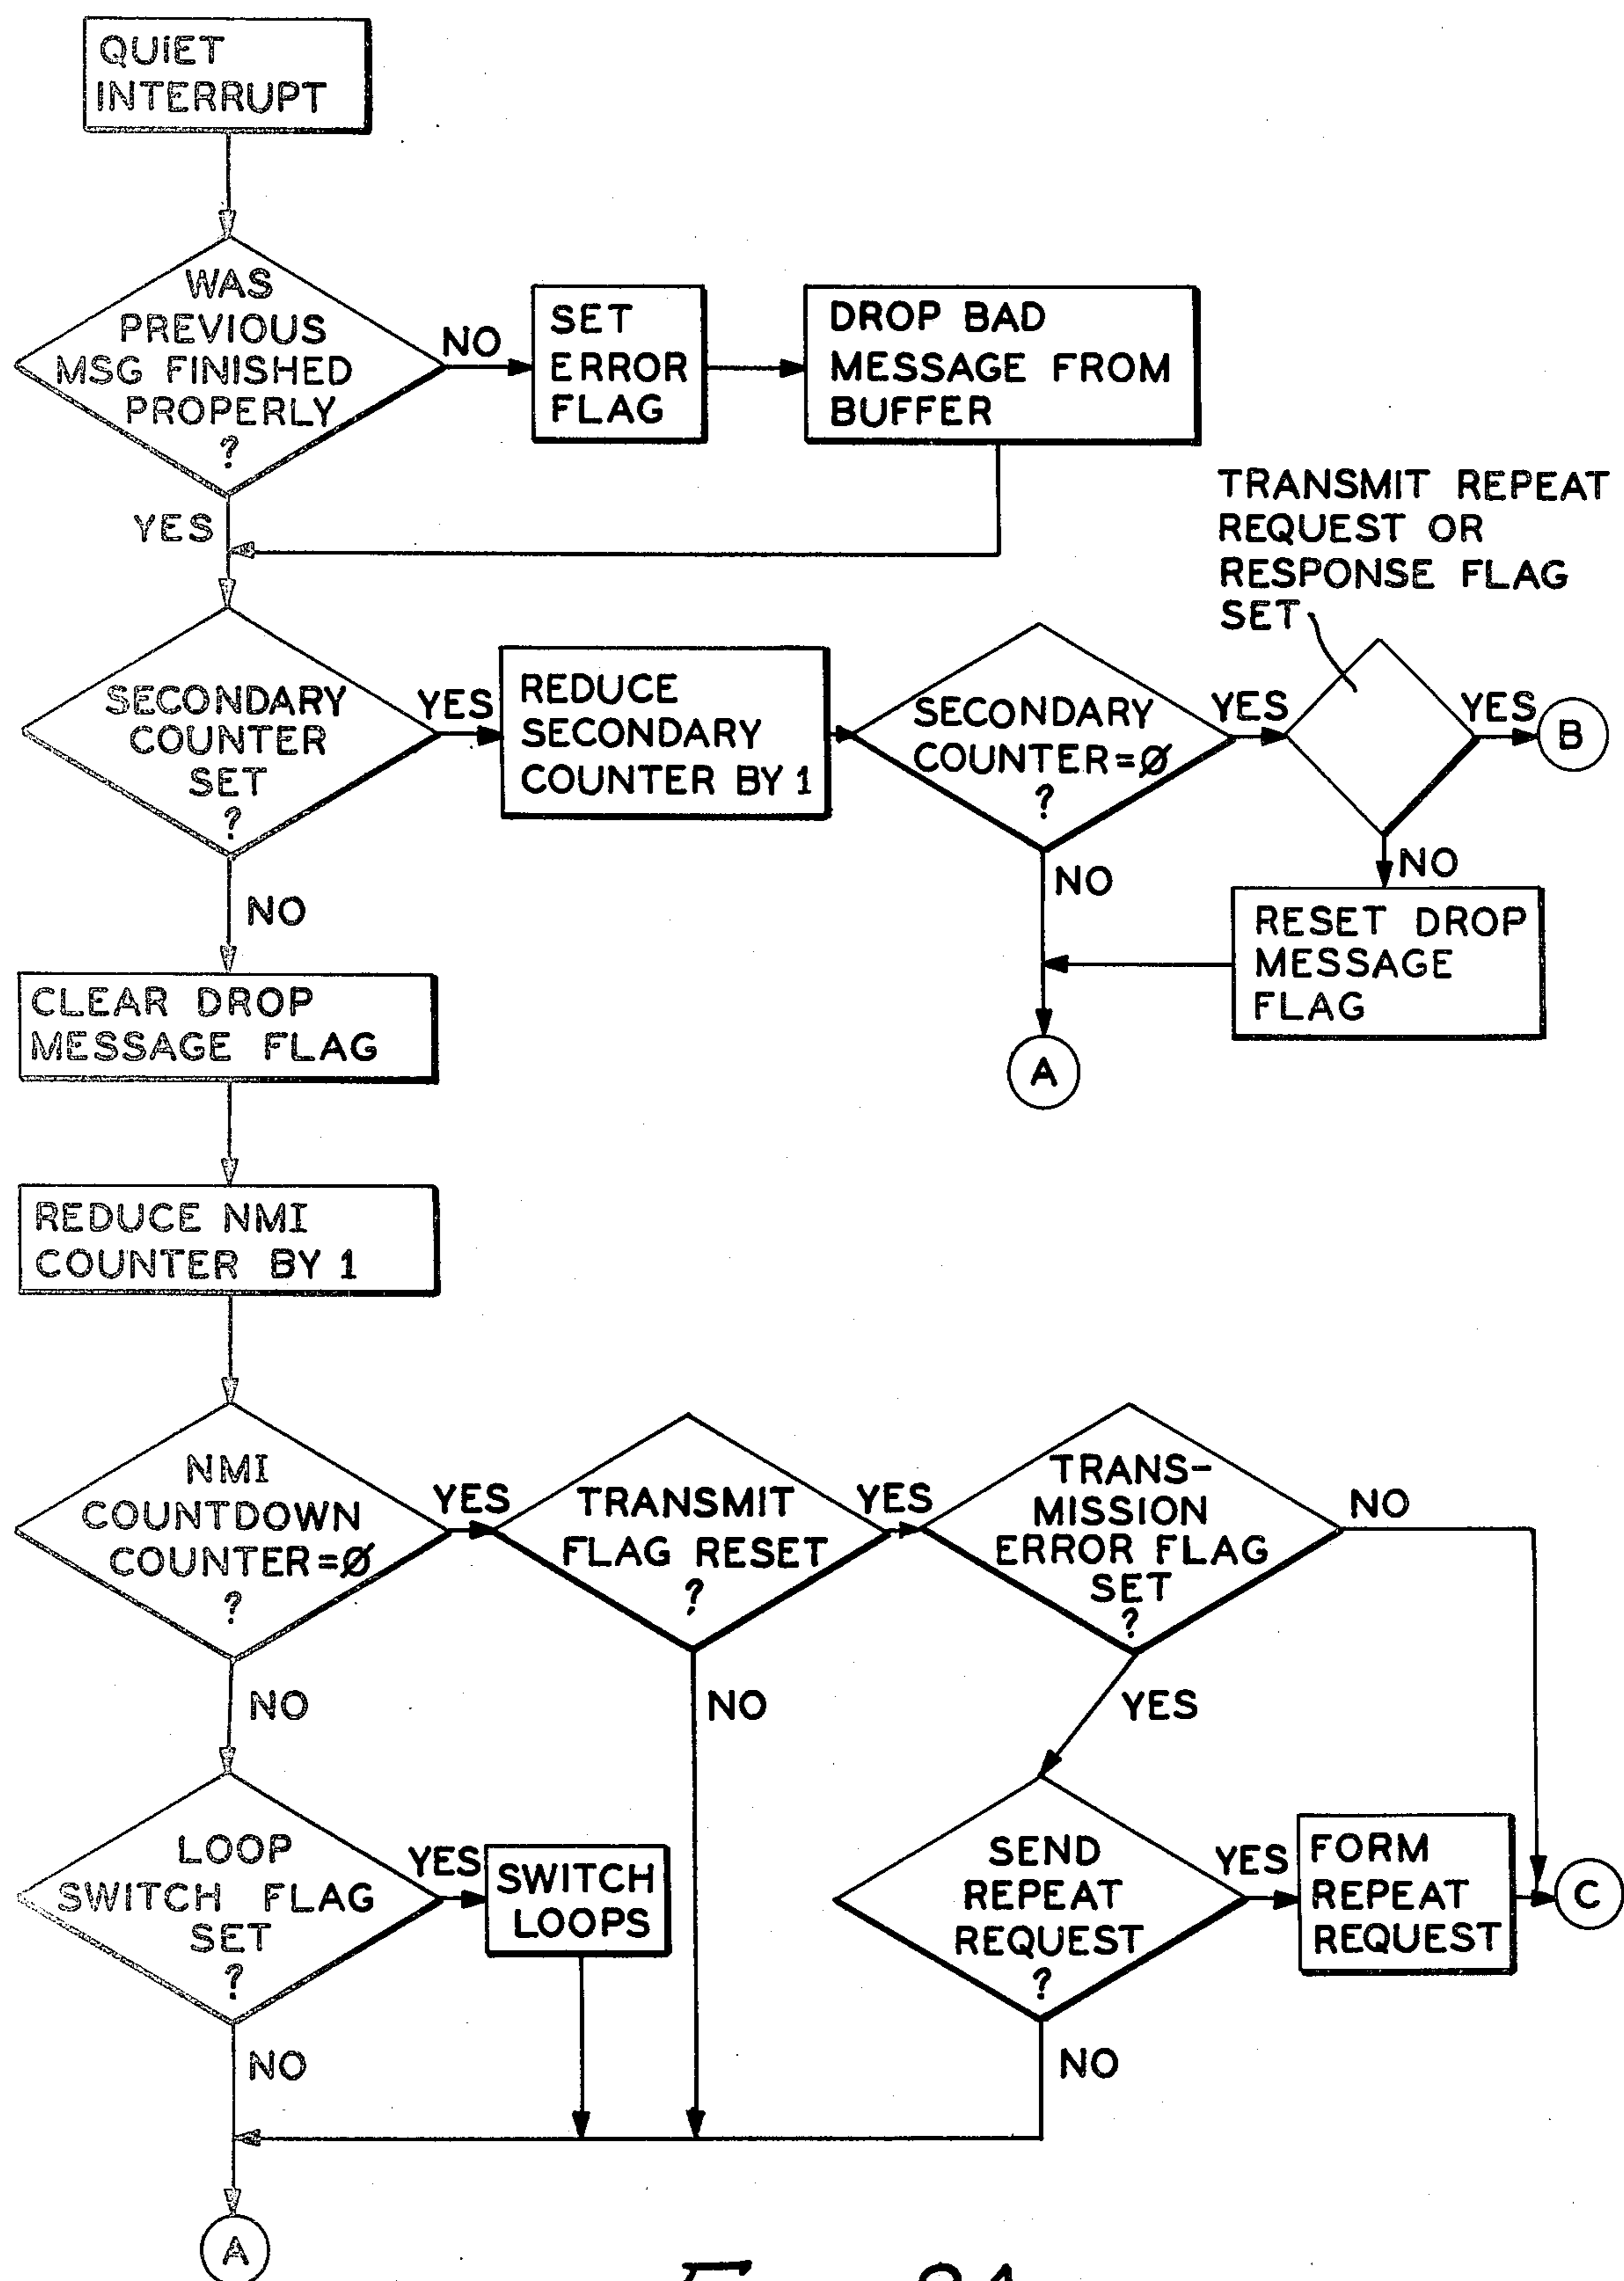 QUIET
INTERRUPT
WAS
PREVIOUS
MSG FINISHED
PROPERLY
?
NO
SET
ERROR
FLAG
DROP BAD
MESSAGE FROM
BUFFER
YES
TRANSMIT REPEAT
REQUEST OR
RESPONSE FLAG
SET
SECONDARY
COUNTER
SET
?
YES
REDUCE
SECONDARY
COUNTER BY 1
SECONDARY
COUNTER=Ø
?
YES
YES
B
NO
NO
NO
RESET DROP
MESSAGE
FLAG
A
CLEAR DROP
MESSAGE FLAG
REDUCE NMI
COUNTER BY 1
NMI
COUNTDOWN
COUNTER=Ø
?
YES
TRANSMIT
FLAG RESET
?
YES
TRANS-
MISSION
ERROR FLAG
SET
?
NO
NO
NO
YES
LOOP
SWITCH FLAG
SET
?
YES
SWITCH
LOOPS
SEND
REPEAT
REQUEST
?
YES
FORM
REPEAT
REQUEST
C
NO
NO
A